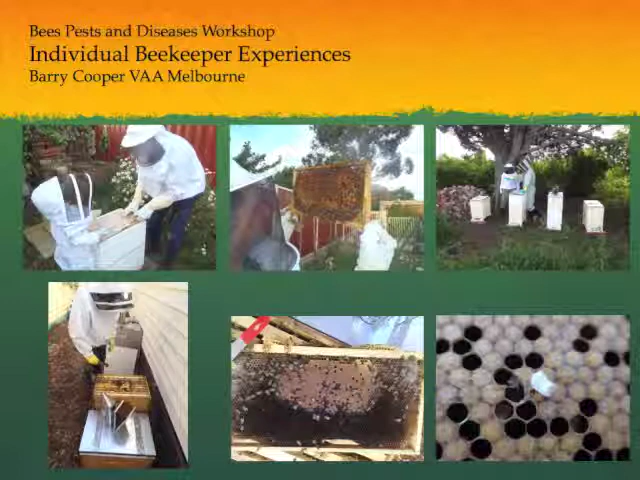 Bees Pests and Diseases Workshop
Individual Beekeeper Experiences
Barry Cooper VAA Melbourne